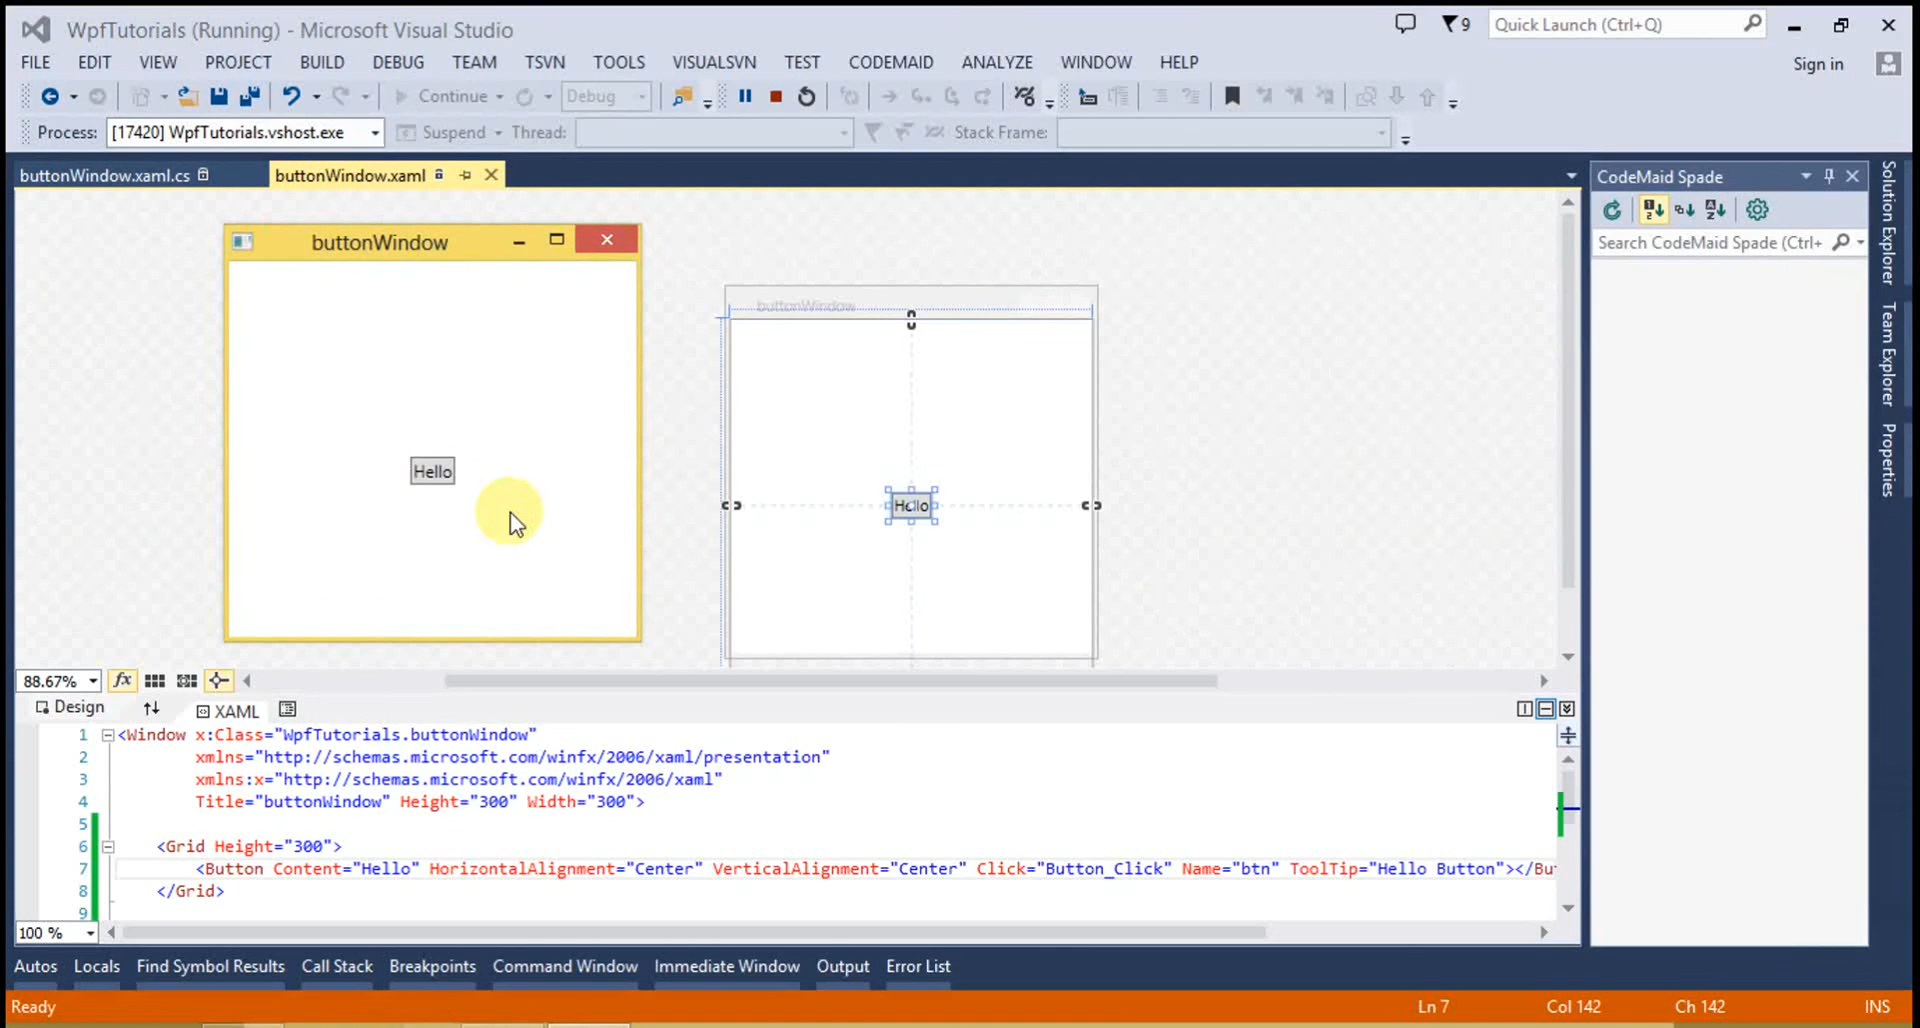 WpfTutorials (Running) - Microsoft Visual Studio
9
Quick Launch (Ctrl+Q)
FILE EDIT VIEW PROJECT BUILD DEBUG TEAM TSVN TOOLS VISUALSVN TEST CODEMAID ANALYZE WINDOW HELP
Sign in
Continue
Debug
Process: [17420] WpfTutorials.vshost.exe Suspend Thread: Stack Frame:
buttonWindow.xaml.cs
buttonWindow.xaml
CodeMaid Spade
Search CodeMaid Spade (Ctrl+
Solution Explorer
Team Explorer
Properties
buttonWindow
Hello
buttonWindow
Hello
88.67%
fx
Design
XAML
1 <Window x:Class="WpfTutorials.buttonWindow"
2 xmlns="http://schemas.microsoft.com/winfx/2006/xaml/presentation"
3 xmlns:x="http://schemas.microsoft.com/winfx/2006/xaml"
4 Title="buttonWindow" Height="300" Width="300">
5
6 <Grid Height="300">
7 <Button Content="Hello" HorizontalAlignment="Center" VerticalAlignment="Center" Click="Button_Click" Name="btn" ToolTip="Hello Button"></Bu
8 </Grid>
9
100 %
Autos Locals Find Symbol Results Call Stack Breakpoints Command Window Immediate Window Output Error List
Ready
Ln 7 Col 142 Ch 142 INS